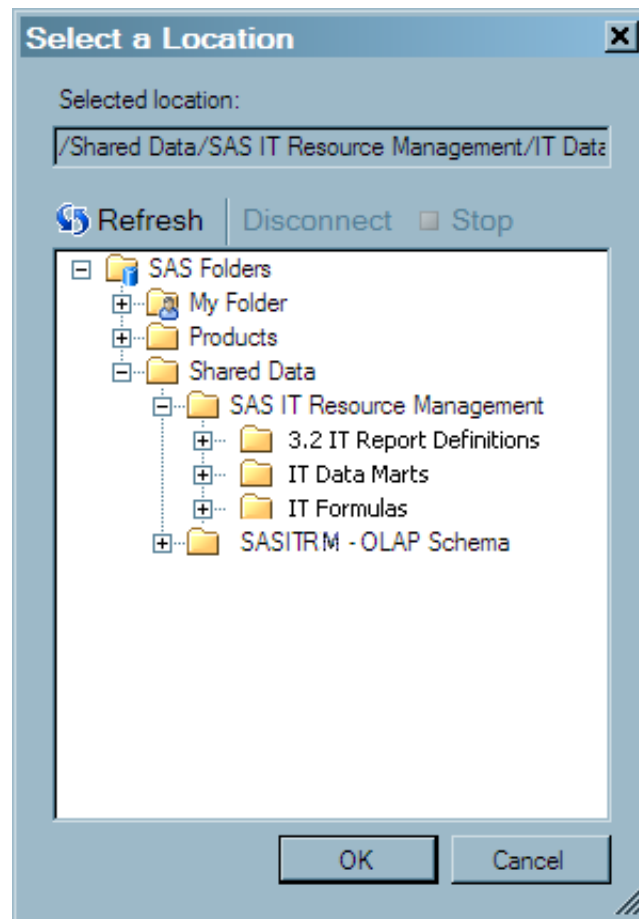 Select a Location
Selected location:
/Shared Data/SAS IT Resource Management/IT Data
Refresh Disconnect Stop
SAS Folders
My Folder
Products
Shared Data
SAS IT Resource Management
3.2 IT Report Definitions
IT Data Marts
IT Formulas
SASITRM - OLAP Schema
OK Cancel